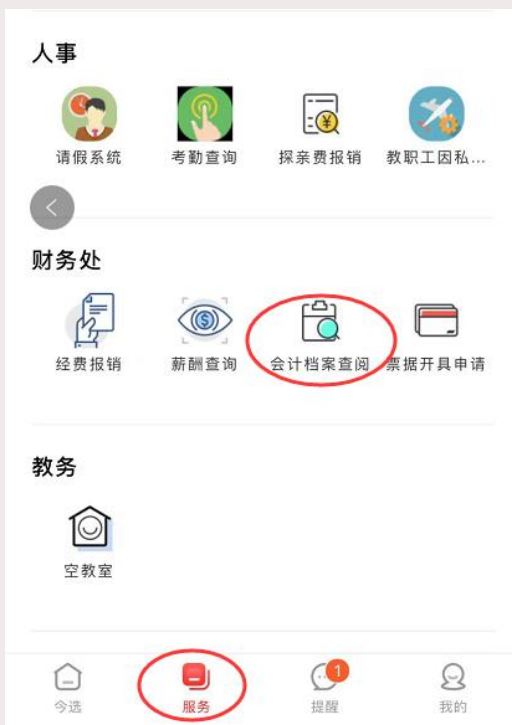 人事
请假系统 考勤查询 探亲费报销 教职工因私...
财务处
经费报销 薪酬查询 会计档案查阅 票据开具申请
教务
空教室
1
今选 服务 提醒 我的